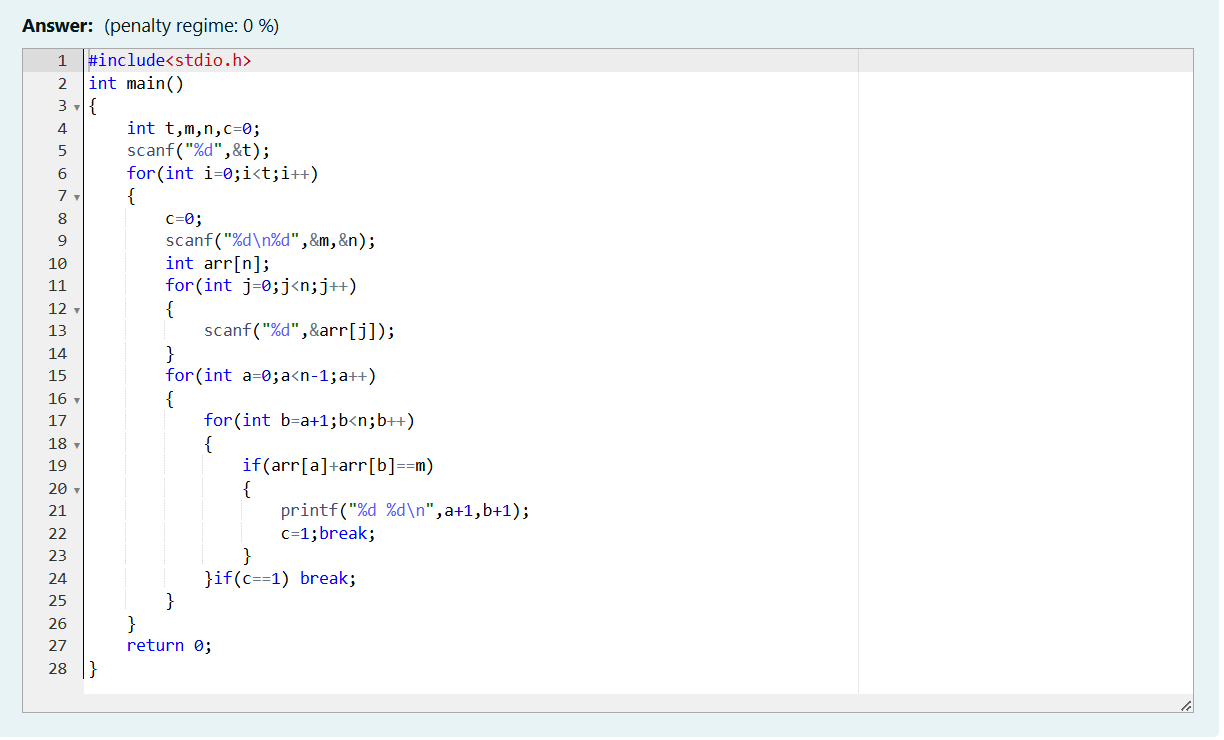 Answer: (penalty regime: 0 %)
1 #include<stdio.h>
2 int main()
3 {
4     int t,m,n,c=0;
5     scanf("%d",&t);
6     for(int i=0;i<t;i++)
7     {
8         c=0;
9         scanf("%d\n%d",&m,&n);
10         int arr[n];
11         for(int j=0;j<n;j++)
12         {
13             scanf("%d",&arr[j]);
14         }
15         for(int a=0;a<n-1;a++)
16         {
17             for(int b=a+1;b<n;b++)
18             {
19                 if(arr[a]+arr[b]==m)
20                 {
21                     printf("%d %d\n",a+1,b+1);
22                     c=1;break;
23                 }
24             }if(c==1) break;
25         }
26     }
27     return 0;
28 }